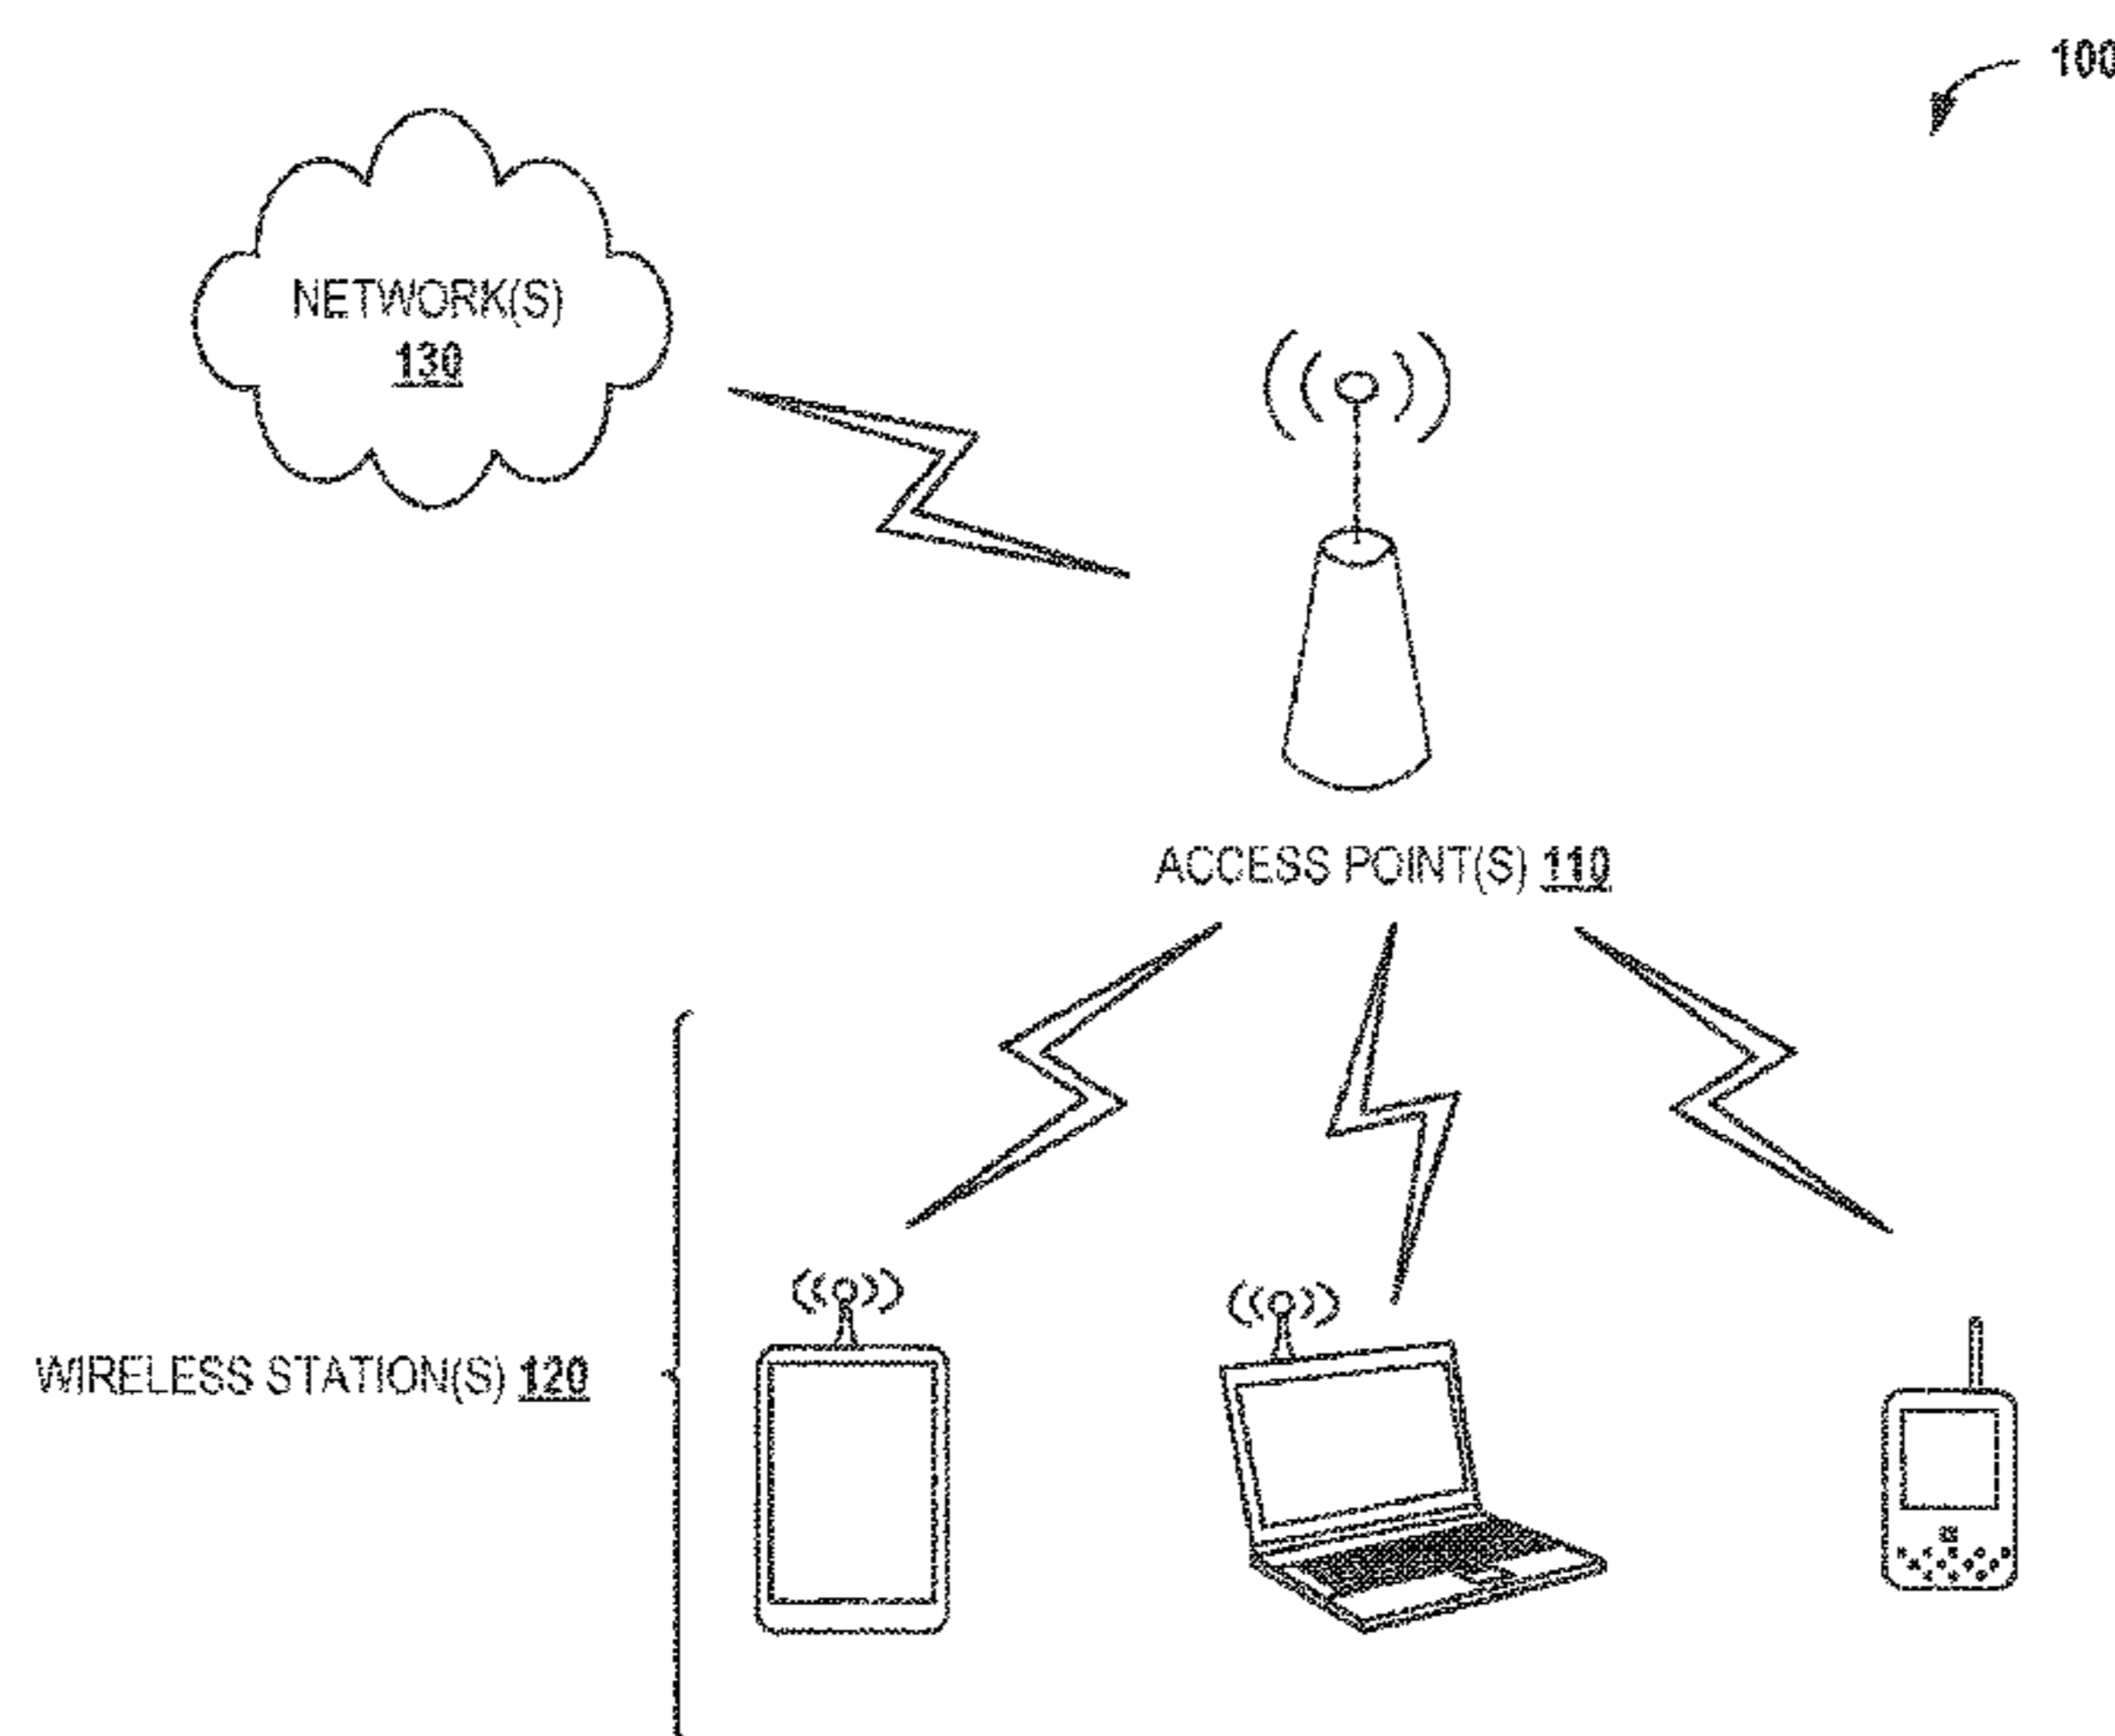 100
NETWORK(S)
130
ACCESS POINT(S) 110
WIRELESS STATION(S) 120